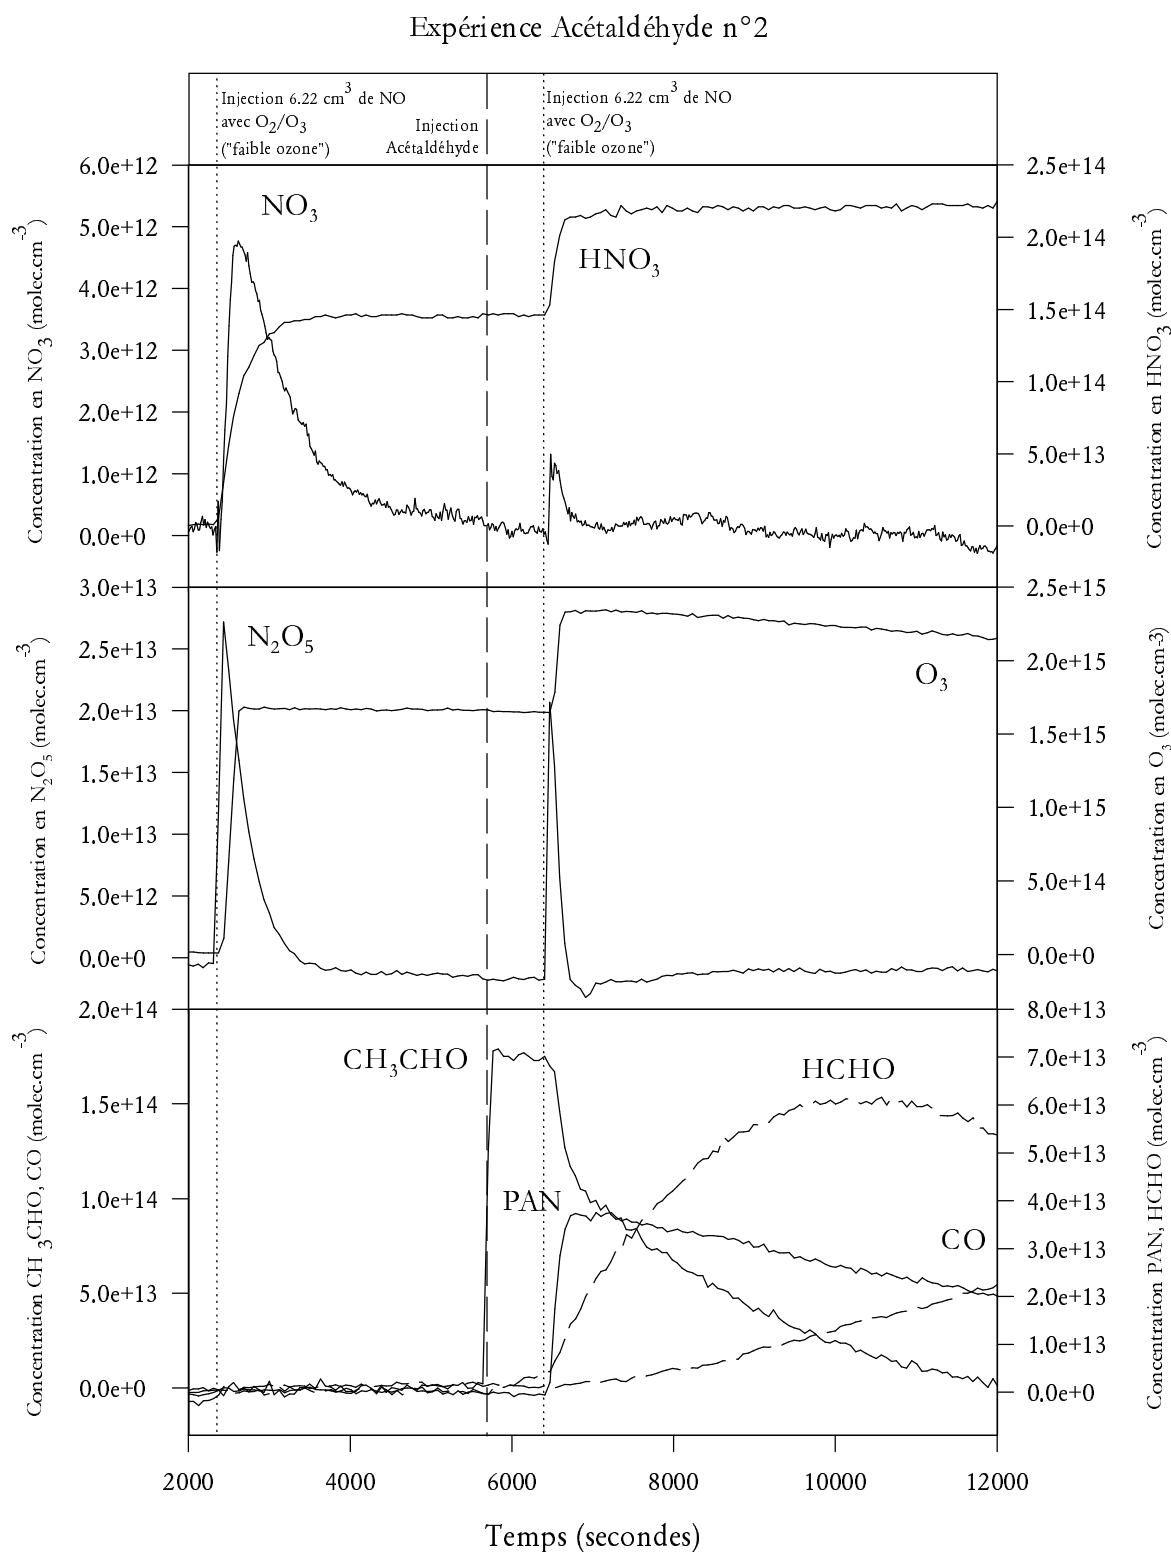 Expérience Acétaldéhyde n°2
Injection 6.22 cm3 de NO
avec O2/O3
("faible ozone")
Injection
Acétaldéhyde
Injection 6.22 cm3 de NO
avec O2/O3
("faible ozone")
6.0e+12
5.0e+12
4.0e+12
3.0e+12
2.0e+12
1.0e+12
0.0e+0
Concentration en NO3 (molec.cm-3)
NO3
HNO3
2.5e+14
2.0e+14
1.5e+14
1.0e+14
5.0e+13
0.0e+0
Concentration en HNO3 (molec.cm-3)
3.0e+13
2.5e+13
2.0e+13
1.5e+13
1.0e+13
5.0e+12
0.0e+0
Concentration en N2O5 (molec.cm-3)
N2O5
O3
2.5e+15
2.0e+15
1.5e+15
1.0e+15
5.0e+14
0.0e+0
Concentration en O3 (molec.cm-3)
2.0e+14
1.5e+14
1.0e+14
5.0e+13
0.0e+0
Concentration CH3CHO, CO (molec.cm-3)
CH3CHO
HCHO
PAN
CO
8.0e+13
7.0e+13
6.0e+13
5.0e+13
4.0e+13
3.0e+13
2.0e+13
1.0e+13
0.0e+0
Concentration PAN, HCHO (molec.cm-3)
2000 4000 6000 8000 10000 12000
Temps (secondes)